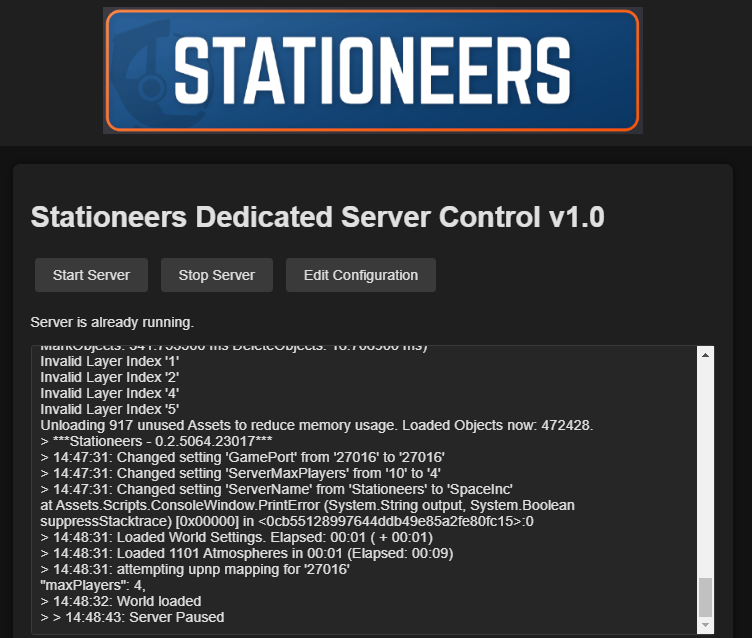 STATIONEERS
Stationeers Dedicated Server Control v1.0
Start Server Stop Server Edit Configuration
Server is already running.
Invalid Layer Index '1'
Invalid Layer Index '2'
Invalid Layer Index '4'
Invalid Layer Index '5'
Unloading 917 unused Assets to reduce memory usage. Loaded Objects now: 472428.
> ***Stationeers - 0.2.5064.23017***
> 14:47:31: Changed setting 'GamePort' from '27016' to '27016'
> 14:47:31: Changed setting 'ServerMaxPlayers' from '10' to '4'
> 14:47:31: Changed setting 'ServerName' from 'Stationeers' to 'SpaceInc'
at Assets.Scripts.ConsoleWindow.PrintError (System.String output, System.Boolean
suppressStacktrace) [0x00000] in <0cb55128997644ddb49e85a2fe80fc15>:0
> 14:48:31: Loaded World Settings. Elapsed: 00:01 ( + 00:01)
> 14:48:31: Loaded 1101 Atmospheres in 00:01 (Elapsed: 00:09)
> 14:48:31: attempting upnp mapping for '27016'
"maxPlayers": 4,
> 14:48:32: World loaded
> > 14:48:43: Server Paused